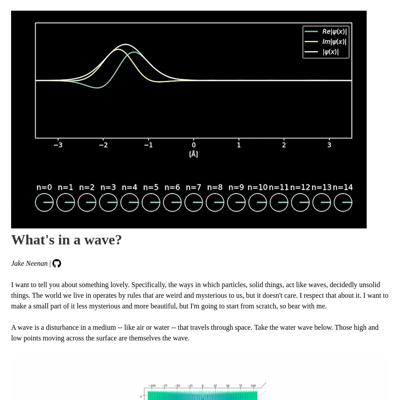 Re|ψ(x)|
Im|ψ(x)|
|ψ(x)|
−3 −2 −1 0 1 2 3
[Å]
n=0 n=1 n=2 n=3 n=4 n=5 n=6 n=7 n=8 n=9 n=10 n=11 n=12 n=13 n=14
What's in a wave?
Jake Neenan |
I want to tell you about something lovely. Specifically, the ways in which particles, solid things, act like waves, decidedly unsolid
things. The world we live in operates by rules that are weird and mysterious to us, but it doesn't care. I respect that about it. I want to
make a small part of it less mysterious and more beautiful, but I'm going to start from scratch, so bear with me.
A wave is a disturbance in a medium -- like air or water -- that travels through space. Take the water wave below. Those high and
low points moving across the surface are themselves the wave.